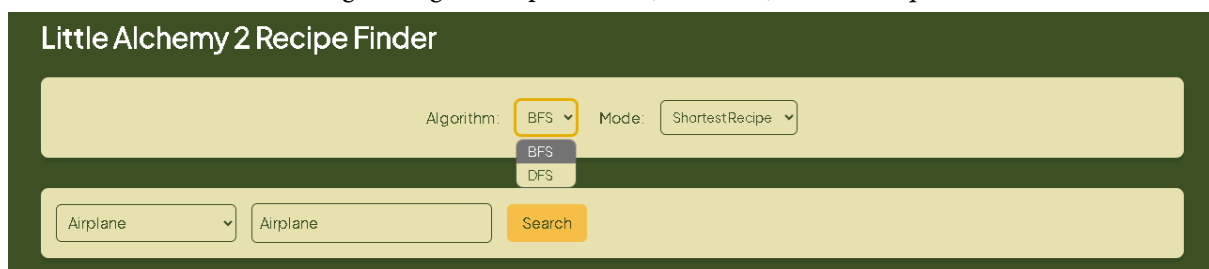 Little Alchemy 2 Recipe Finder
Algorithm: BFS Mode: Shortest Recipe
BFS
DFS
Airplane Airplane Search